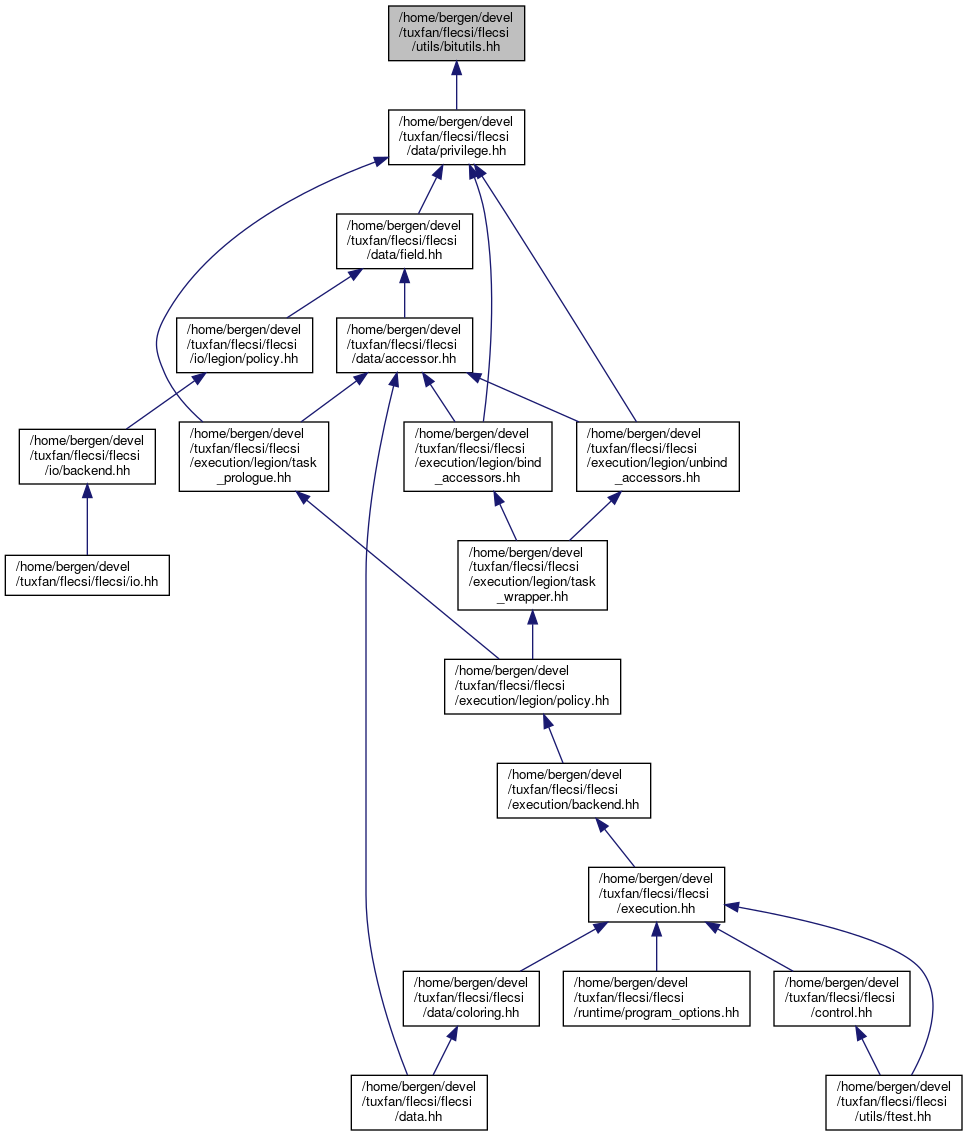 /home/bergen/devel
/tuxfan/flecsi/flecsi
/utils/bitutils.hh
/home/bergen/devel
/tuxfan/flecsi/flecsi
/data/privilege.hh
/home/bergen/devel
/tuxfan/flecsi/flecsi
/data/field.hh
/home/bergen/devel
/tuxfan/flecsi/flecsi
/io/legion/policy.hh
/home/bergen/devel
/tuxfan/flecsi/flecsi
/data/accessor.hh
/home/bergen/devel
/tuxfan/flecsi/flecsi
/io/backend.hh
/home/bergen/devel
/tuxfan/flecsi/flecsi
/execution/legion/task
_prologue.hh
/home/bergen/devel
/tuxfan/flecsi/flecsi
/execution/legion/bind
_accessors.hh
/home/bergen/devel
/tuxfan/flecsi/flecsi
/execution/legion/unbind
_accessors.hh
/home/bergen/devel
/tuxfan/flecsi/flecsi/io.hh
/home/bergen/devel
/tuxfan/flecsi/flecsi
/execution/legion/task
_wrapper.hh
/home/bergen/devel
/tuxfan/flecsi/flecsi
/execution/legion/policy.hh
/home/bergen/devel
/tuxfan/flecsi/flecsi
/execution/backend.hh
/home/bergen/devel
/tuxfan/flecsi/flecsi
/execution.hh
/home/bergen/devel
/tuxfan/flecsi/flecsi
/data/coloring.hh
/home/bergen/devel
/tuxfan/flecsi/flecsi
/runtime/program_options.hh
/home/bergen/devel
/tuxfan/flecsi/flecsi
/control.hh
/home/bergen/devel
/tuxfan/flecsi/flecsi
/data.hh
/home/bergen/devel
/tuxfan/flecsi/flecsi
/utils/ftest.hh